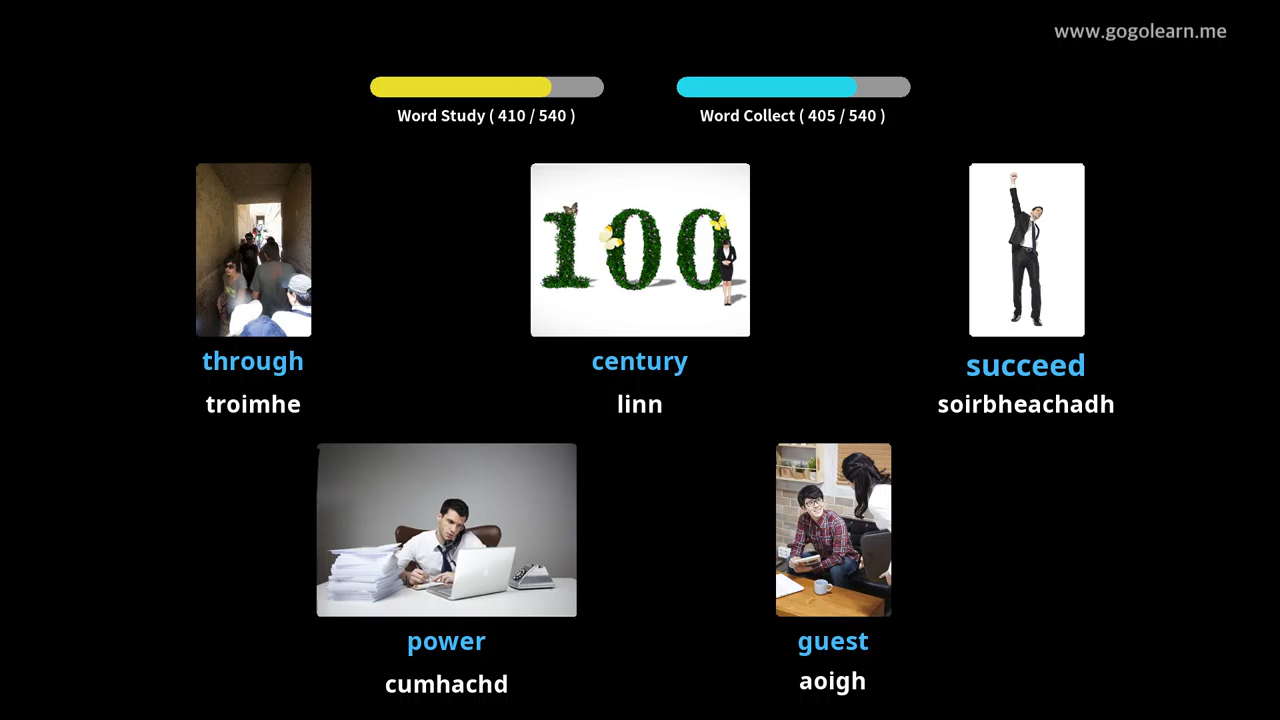 www.gogolearn.me
Word Study ( 410 / 540 )
Word Collect ( 405 / 540 )
through
troimhe
century
linn
succeed
soirbheachadh
power
cumhachd
guest
aoigh